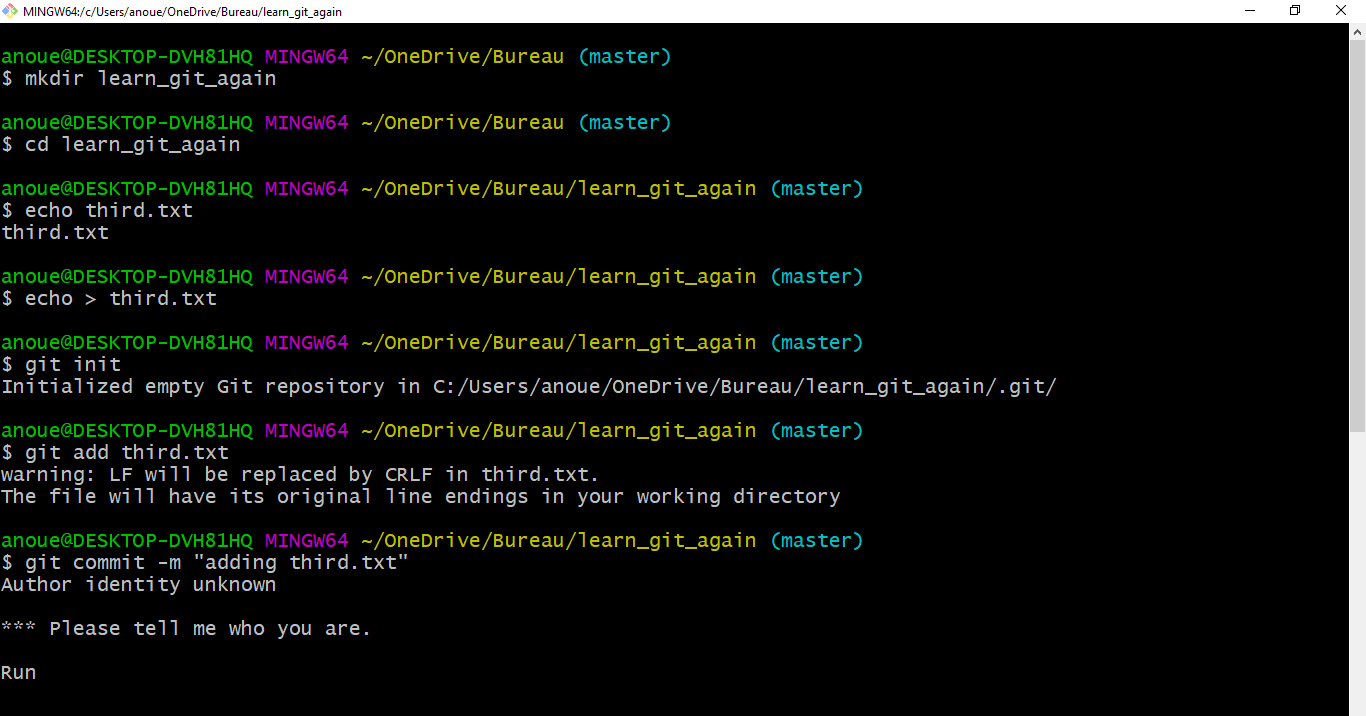 MINGW64:/c/Users/anoue/OneDrive/Bureau/learn_git_again
anoue@DESKTOP-DVH81HQ MINGW64 ~/OneDrive/Bureau (master)
$ mkdir learn_git_again
anoue@DESKTOP-DVH81HQ MINGW64 ~/OneDrive/Bureau (master)
$ cd learn_git_again
anoue@DESKTOP-DVH81HQ MINGW64 ~/OneDrive/Bureau/learn_git_again (master)
$ echo third.txt
third.txt
anoue@DESKTOP-DVH81HQ MINGW64 ~/OneDrive/Bureau/learn_git_again (master)
$ echo > third.txt
anoue@DESKTOP-DVH81HQ MINGW64 ~/OneDrive/Bureau/learn_git_again (master)
$ git init
Initialized empty Git repository in C:/Users/anoue/OneDrive/Bureau/learn_git_again/.git/
anoue@DESKTOP-DVH81HQ MINGW64 ~/OneDrive/Bureau/learn_git_again (master)
$ git add third.txt
warning: LF will be replaced by CRLF in third.txt.
The file will have its original line endings in your working directory
anoue@DESKTOP-DVH81HQ MINGW64 ~/OneDrive/Bureau/learn_git_again (master)
$ git commit -m "adding third.txt"
Author identity unknown
*** Please tell me who you are.
Run